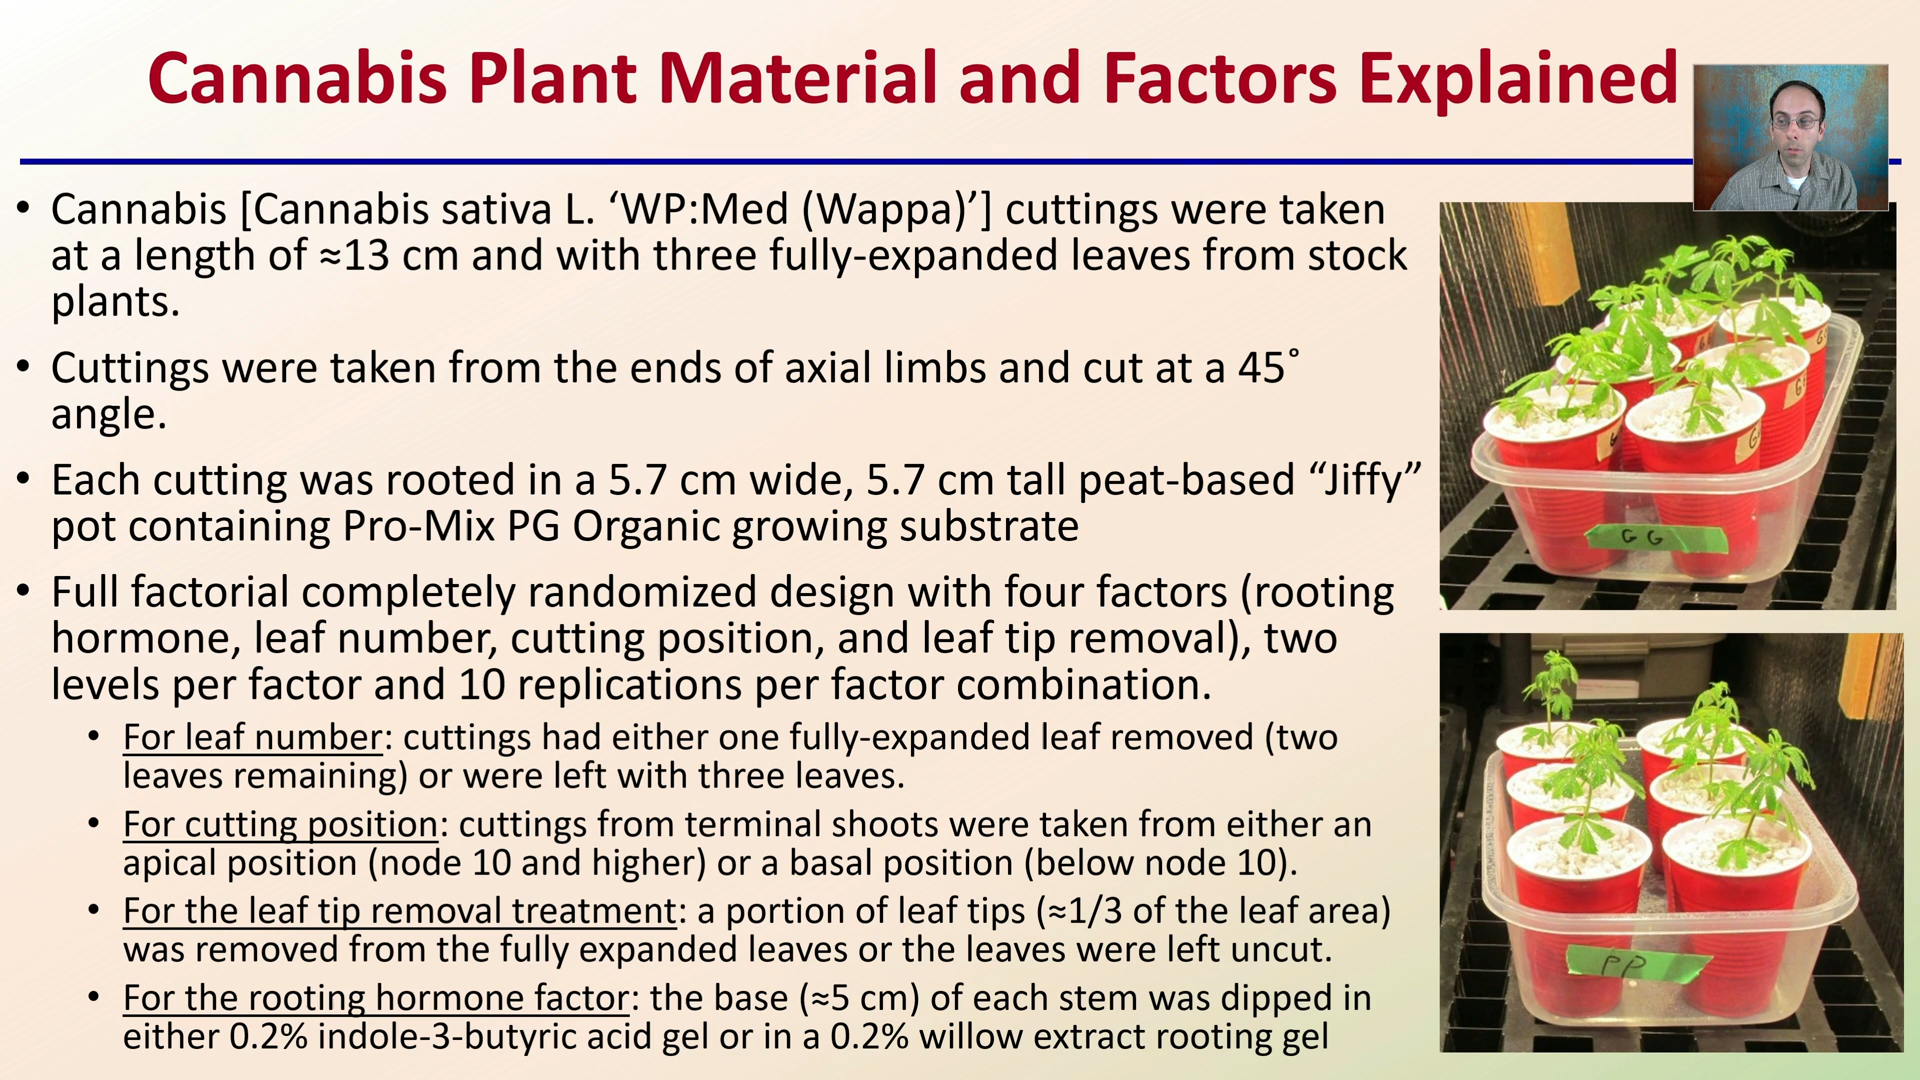 Cannabis Plant Material and Factors Explained
• Cannabis [Cannabis sativa L. ‘WP:Med (Wappa)’] cuttings were taken
at a length of ≈13 cm and with three fully-expanded leaves from stock
plants.
• Cuttings were taken from the ends of axial limbs and cut at a 45˚
angle.
• Each cutting was rooted in a 5.7 cm wide, 5.7 cm tall peat-based “Jiffy”
pot containing Pro-Mix PG Organic growing substrate
• Full factorial completely randomized design with four factors (rooting
hormone, leaf number, cutting position, and leaf tip removal), two
levels per factor and 10 replications per factor combination.
• For leaf number: cuttings had either one fully-expanded leaf removed (two
leaves remaining) or were left with three leaves.
• For cutting position: cuttings from terminal shoots were taken from either an
apical position (node 10 and higher) or a basal position (below node 10).
• For the leaf tip removal treatment: a portion of leaf tips (≈1/3 of the leaf area)
was removed from the fully expanded leaves or the leaves were left uncut.
• For the rooting hormone factor: the base (≈5 cm) of each stem was dipped in
either 0.2% indole-3-butyric acid gel or in a 0.2% willow extract rooting gel
G G
PP